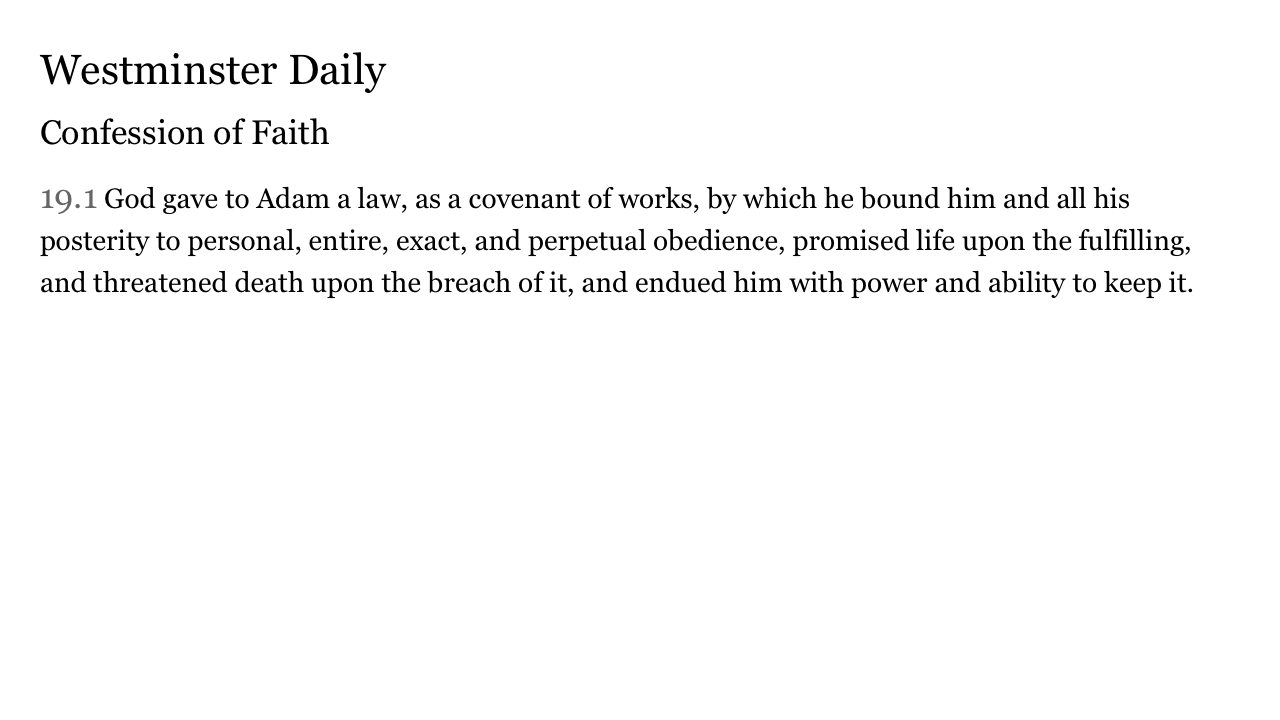 Westminster Daily
Confession of Faith
19.1 God gave to Adam a law, as a covenant of works, by which he bound him and all his
posterity to personal, entire, exact, and perpetual obedience, promised life upon the fulfilling,
and threatened death upon the breach of it, and endued him with power and ability to keep it.